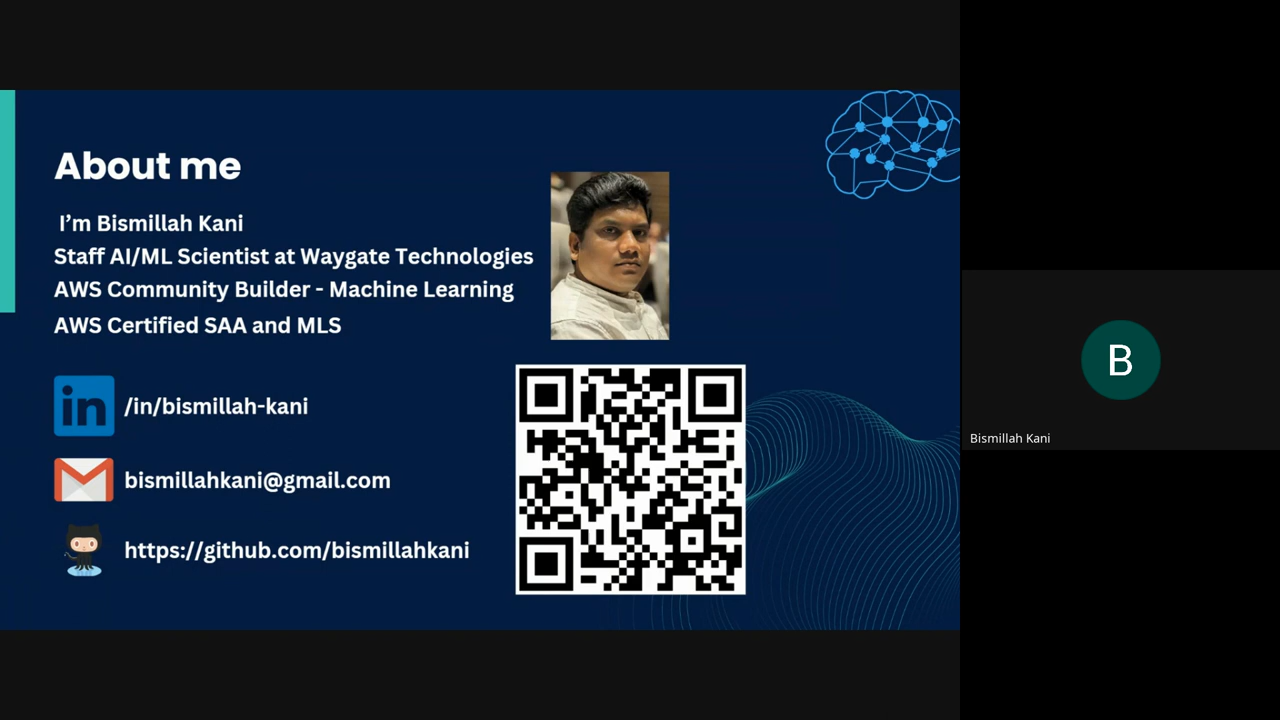 About me
I'm Bismillah Kani
Staff AI/ML Scientist at Waygate Technologies
AWS Community Builder - Machine Learning
AWS Certified SAA and MLS
in
/in/bismillah-kani
bismillahkani@gmail.com
https://github.com/bismillahkani
B
Bismillah Kani